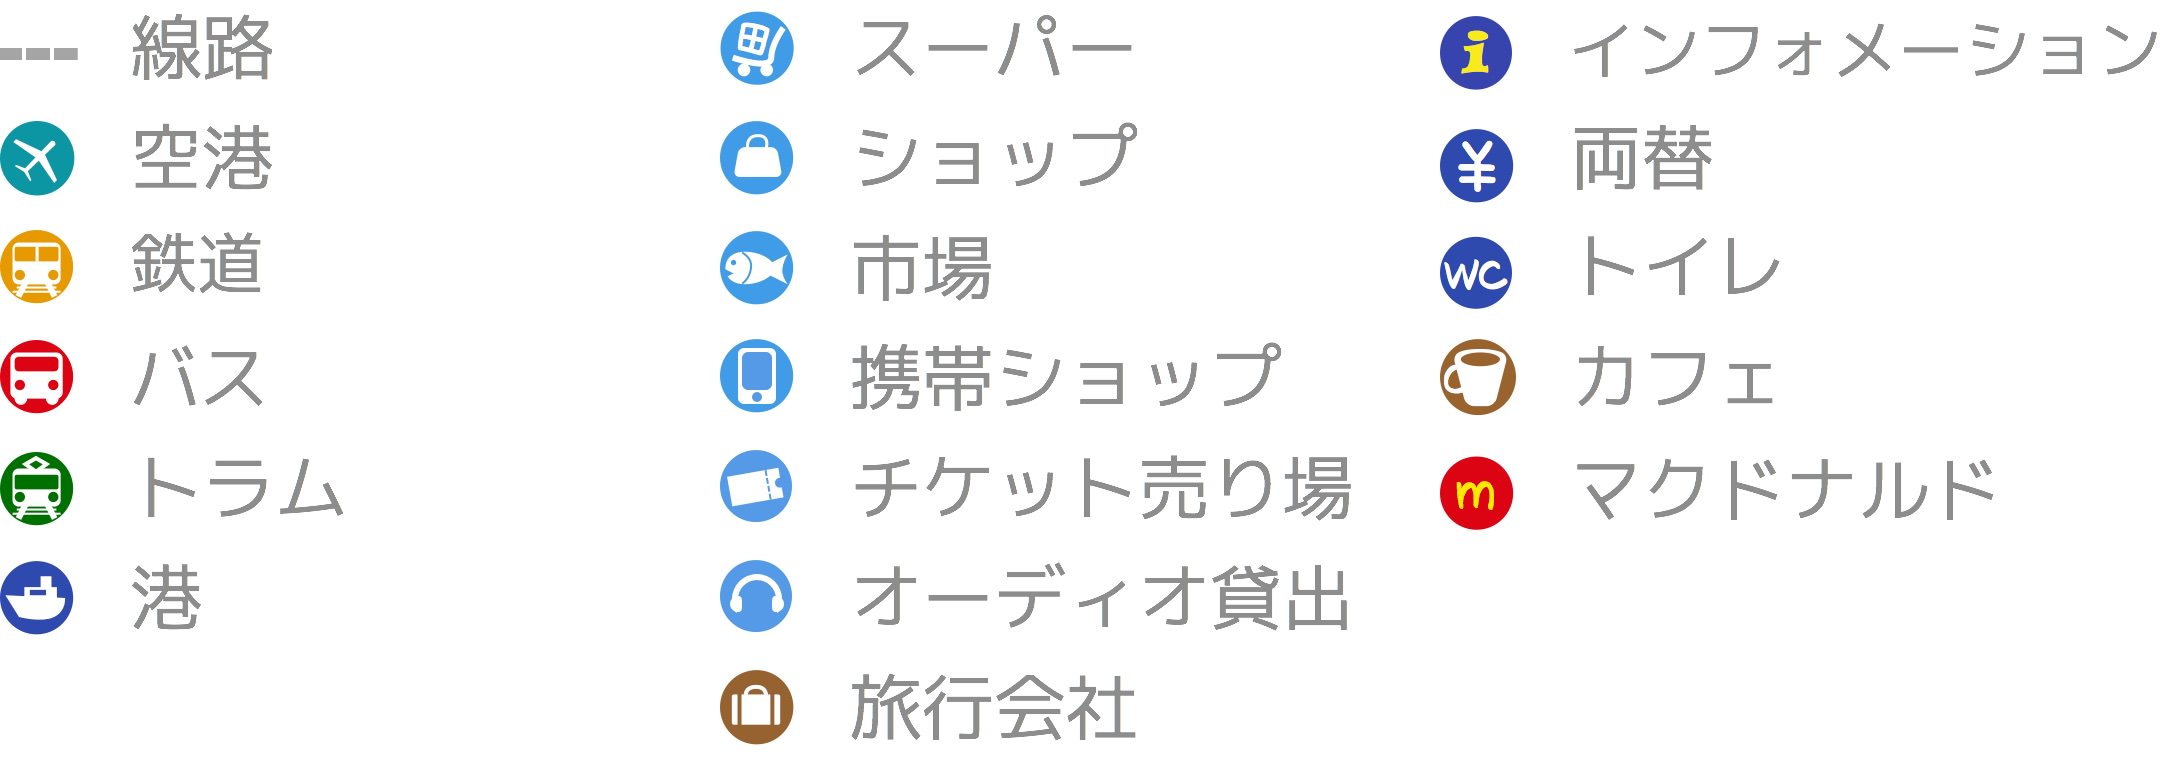 線路
空港
鉄道
バス
トラム
港
スーパー
ショップ
市場
携帯ショップ
チケット売り場
オーディオ貸出
旅行会社
i インフォメーション
¥ 両替
WC トイレ
カフェ
m マクドナルド